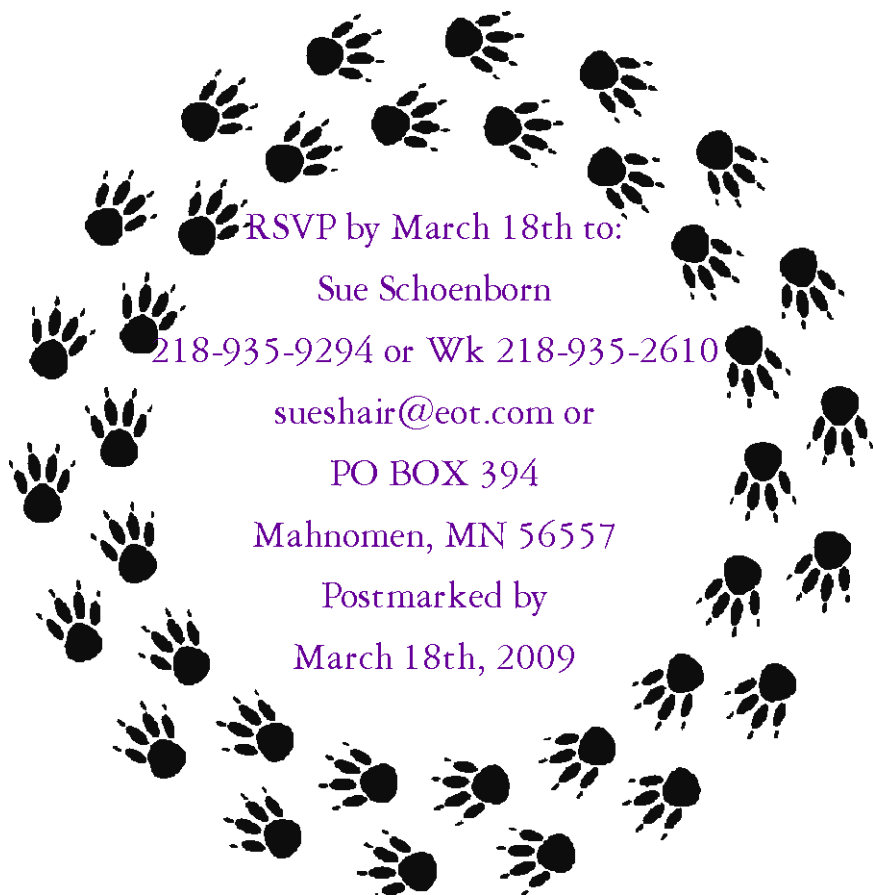 RSVP by March 18th to:
Sue Schoenborn
218-935-9294 or Wk 218-935-2610
sueshair@eot.com or
PO BOX 394
Mahnomen, MN 56557
Postmarked by
March 18th, 2009